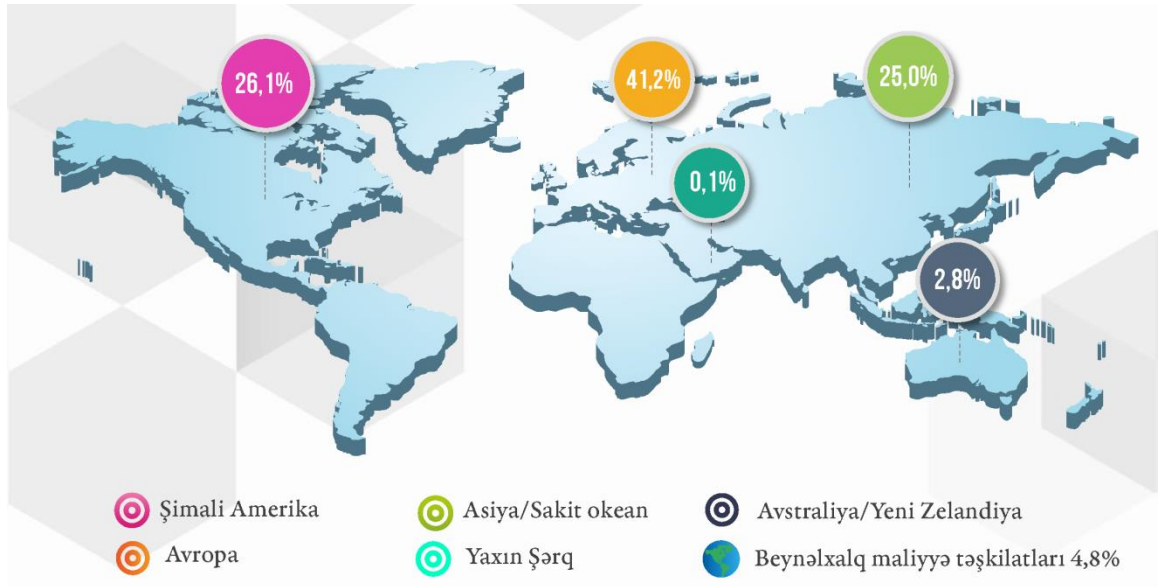 26,1%
41,2%
25,0%
0,1%
2,8%
Şimali Amerika
Asiya/Sakit okean
Avstraliya/Yeni Zelandiya
Avropa
Yaxın Şərq
Beynəlxalq maliyyə təşkilatları 4,8%